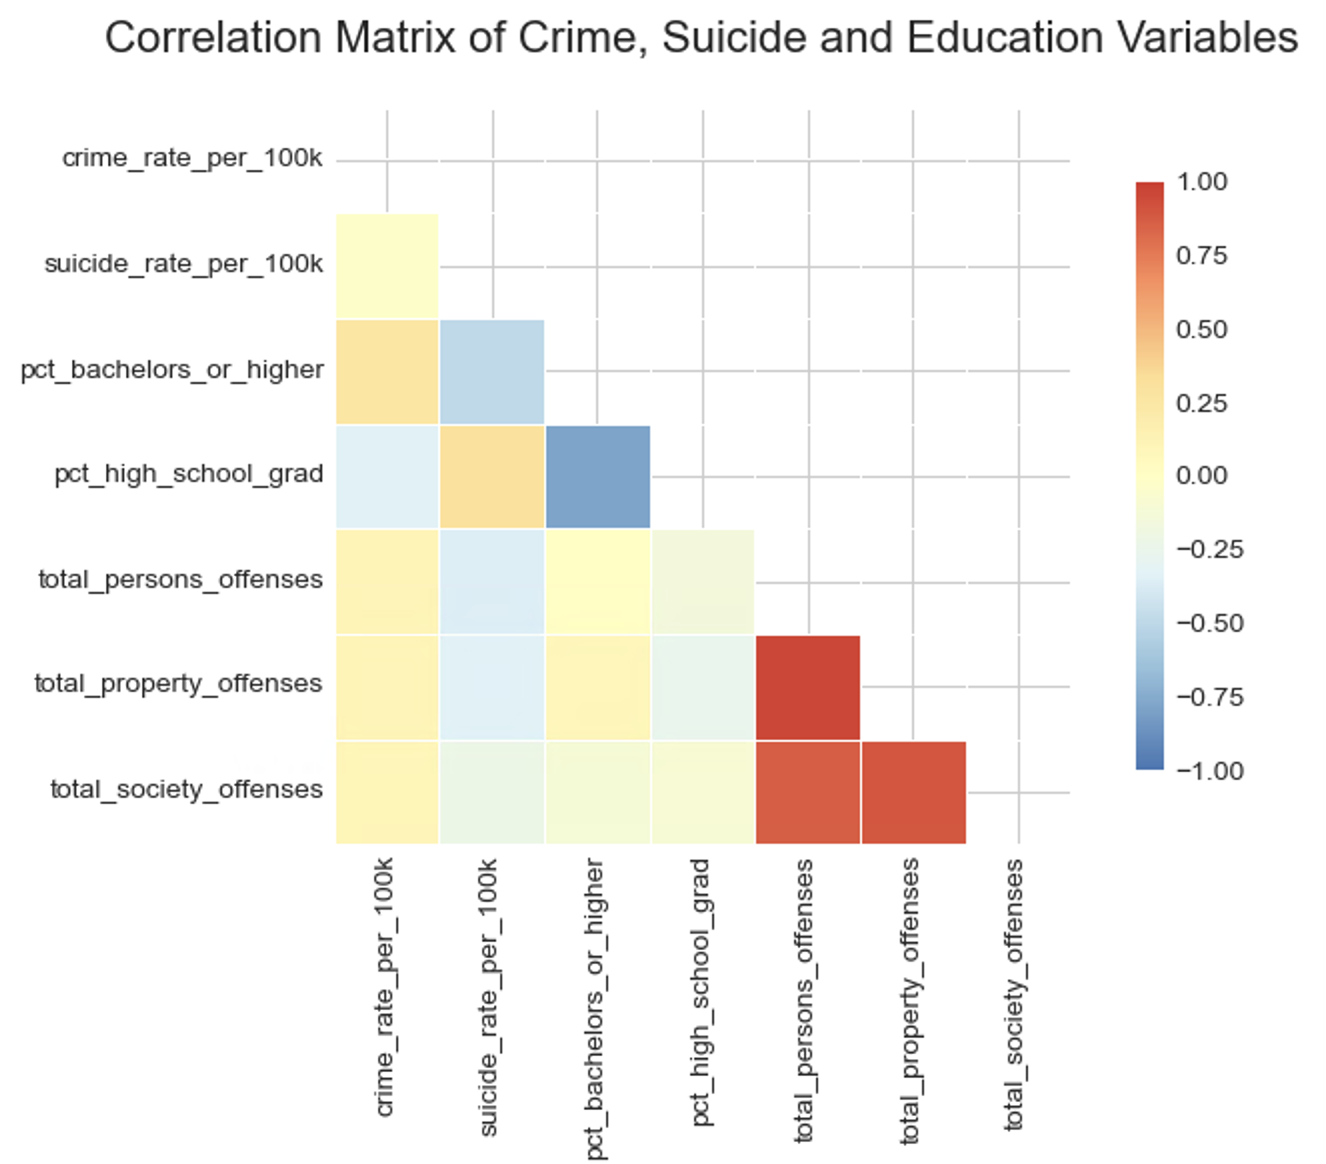 Correlation Matrix of Crime, Suicide and Education Variables
crime_rate_per_100k
suicide_rate_per_100k
pct_bachelors_or_higher
pct_high_school_grad
total_persons_offenses
total_property_offenses
total_society_offenses
crime_rate_per_100k
suicide_rate_per_100k
pct_bachelors_or_higher
pct_high_school_grad
total_persons_offenses
total_property_offenses
total_society_offenses
1.00
0.75
0.50
0.25
0.00
−0.25
−0.50
−0.75
−1.00